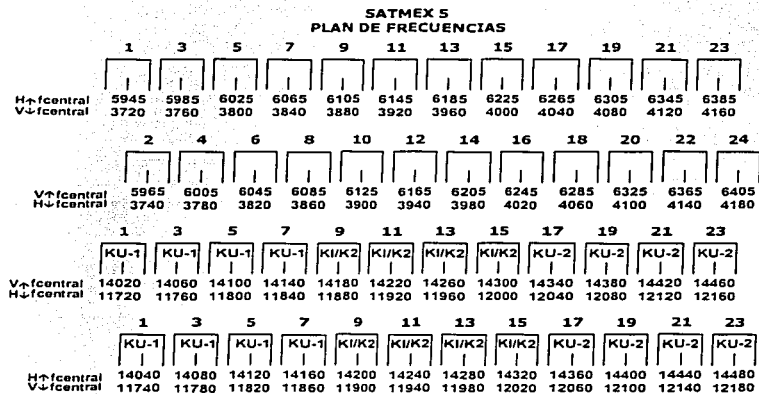 SATMEX 5
PLAN DE FRECUENCIAS
1 3 5 7 9 11 13 15 17 19 21 23
H↑fcentral 5945 5985 6025 6065 6105 6145 6185 6225 6265 6305 6345 6385
V↓fcentral 3720 3760 3800 3840 3880 3920 3960 4000 4040 4080 4120 4160
2 4 6 8 10 12 14 16 18 20 22 24
V↑fcentral 5965 6005 6045 6085 6125 6165 6205 6245 6285 6325 6365 6405
H↓fcentral 3740 3780 3820 3860 3900 3940 3980 4020 4060 4100 4140 4180
1 3 5 7 9 11 13 15 17 19 21 23
KU-1 KU-1 KU-1 KU-1 KI/K2 KI/K2 KI/K2 KI/K2 KU-2 KU-2 KU-2 KU-2
V↑fcentral 14020 14060 14100 14140 14180 14220 14260 14300 14340 14380 14420 14460
H↓fcentral 11720 11760 11800 11840 11880 11920 11960 12000 12040 12080 12120 12160
1 3 5 7 9 11 13 15 17 19 21 23
KU-1 KU-1 KU-1 KU-1 KI/K2 KI/K2 KI/K2 KI/K2 KU-2 KU-2 KU-2 KU-2
H↑fcentral 14040 14080 14120 14160 14200 14240 14280 14320 14360 14400 14440 14480
V↓fcentral 11740 11780 11820 11860 11900 11940 11980 12020 12060 12100 12140 12180